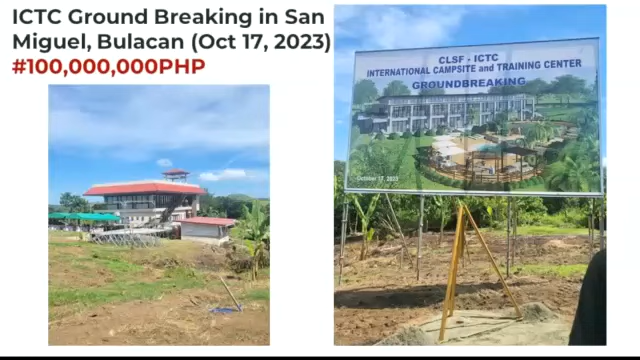 ICTC Ground Breaking in San
Miguel, Bulacan (Oct 17, 2023)
#100,000,000PHP
CLSF - ICTC
INTERNATIONAL CAMPSITE and TRAINING CENTER
GROUNDBREAKING
October 17, 2023